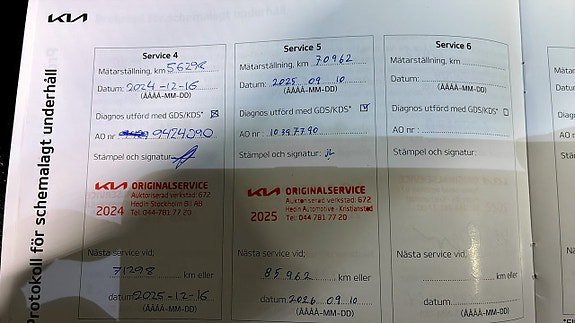 KIA
Protokoll för schemalagt underhåll
Service 4
Mätarställning, km 56298
Datum: 2024-12-16
(ÅÅÅÅ-MM-DD)
Diagnos utförd med GDS/KDS*
AO nr 9424090
Stämpel och signatur:
KIA ORIGINALSERVICE
Auktoriserad verkstad: 672
Hedin Stockholm Bil AB
2024 Tel: 044-781 77 20
Nästa service vid;
71298 km eller
datum 2025-12-16
(ÅÅÅÅ-MM-DD)
Service 5
Mätarställning, km 70962
Datum: 2025 09 10
(ÅÅÅÅ-MM-DD)
Diagnos utförd med GDS/KDS*
AO nr: 10397790
Stämpel och signatur:
KIA ORIGINALSERVICE
Auktoriserad verkstad: 672
Hedin Automotive - Kristianstad
2025 Tel: 044-781 77 20
Nästa service vid;
85962 km eller
datum: 2026 09 10
(ÅÅÅÅ-MM-DD)
Service 6
Mätarställning, km
Datum:
(ÅÅÅÅ-MM-DD)
Diagnos utförd med GDS/KDS*
AO nr:
Stämpel och signatur:
Nästa service vid;
km eller
datum:
(ÅÅÅÅ-MM-DD)